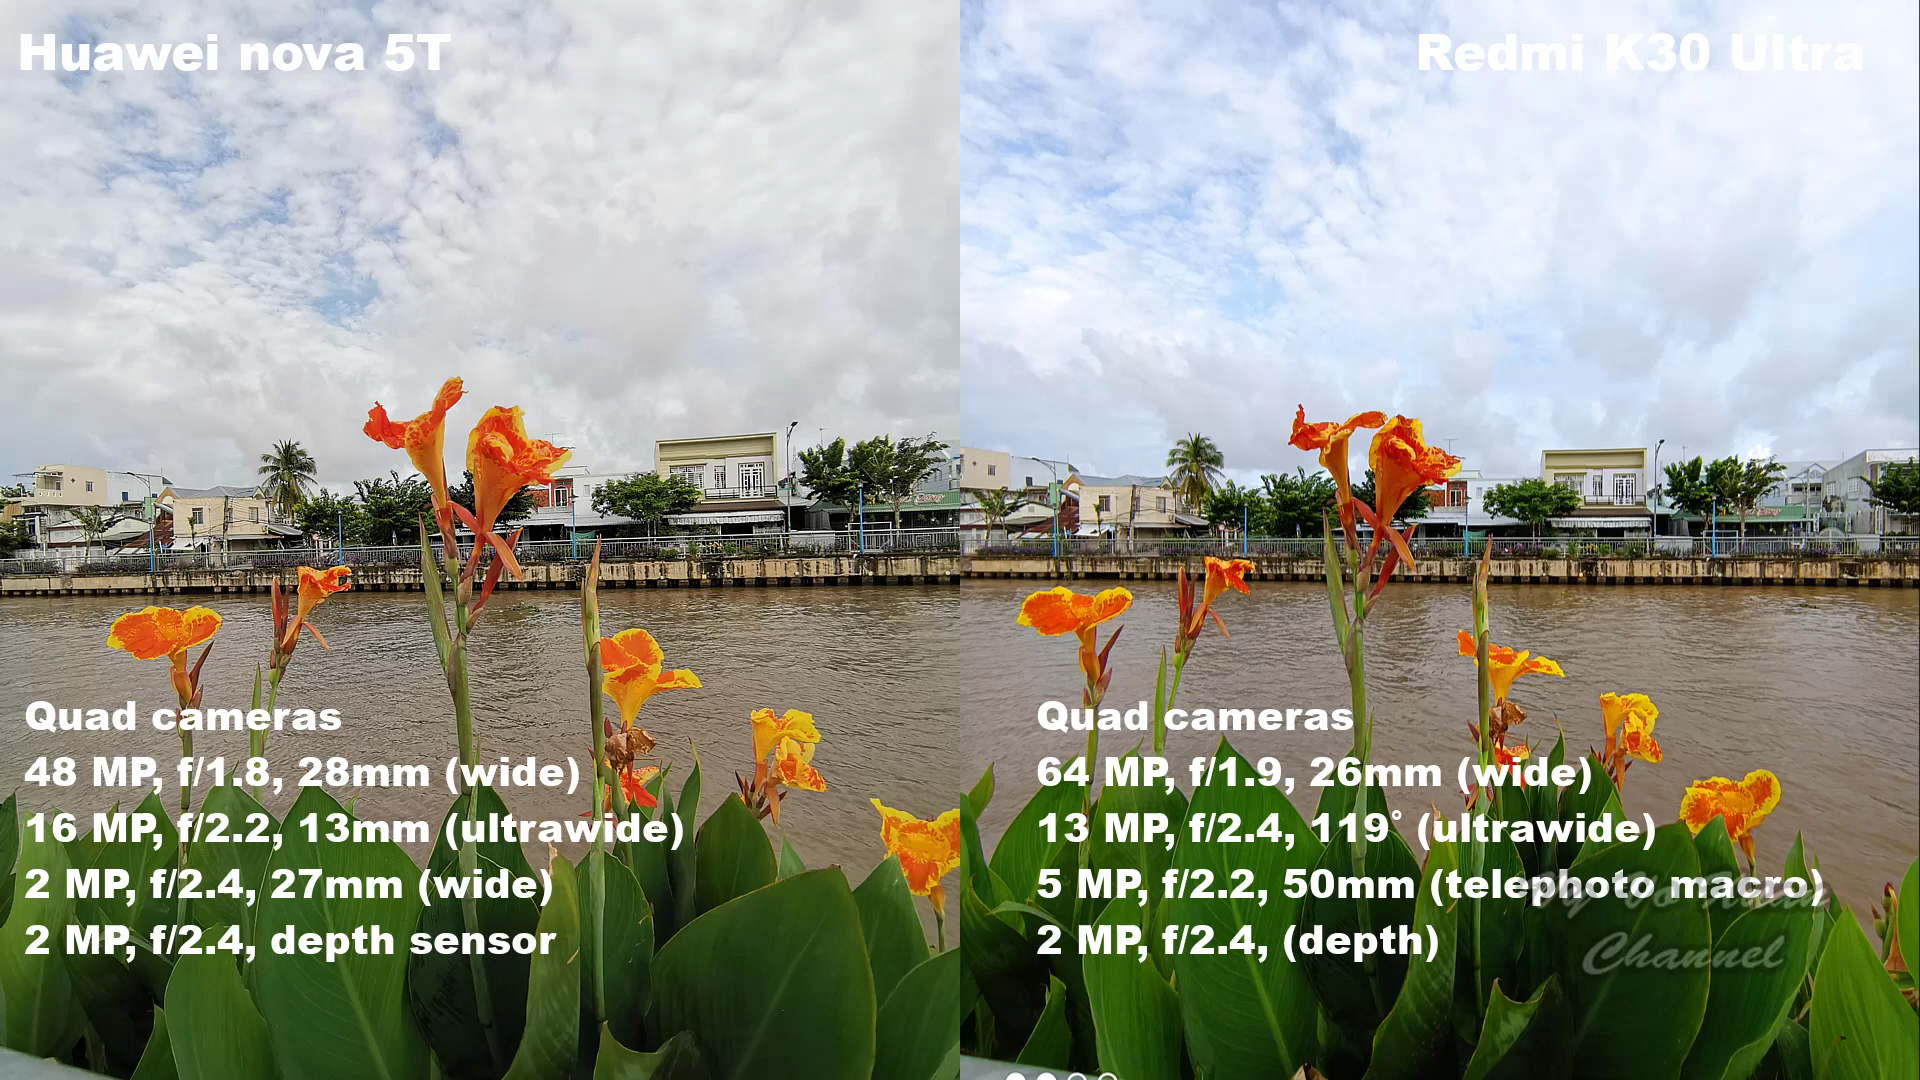 Huawei nova 5T
Redmi K30 Ultra
Quad cameras
48 MP, f/1.8, 28mm (wide)
16 MP, f/2.2, 13mm (ultrawide)
2 MP, f/2.4, 27mm (wide)
2 MP, f/2.4, depth sensor
Quad cameras
64 MP, f/1.9, 26mm (wide)
13 MP, f/2.4, 119˚ (ultrawide)
5 MP, f/2.2, 50mm (telephoto macro)
2 MP, f/2.4, (depth)
Channel